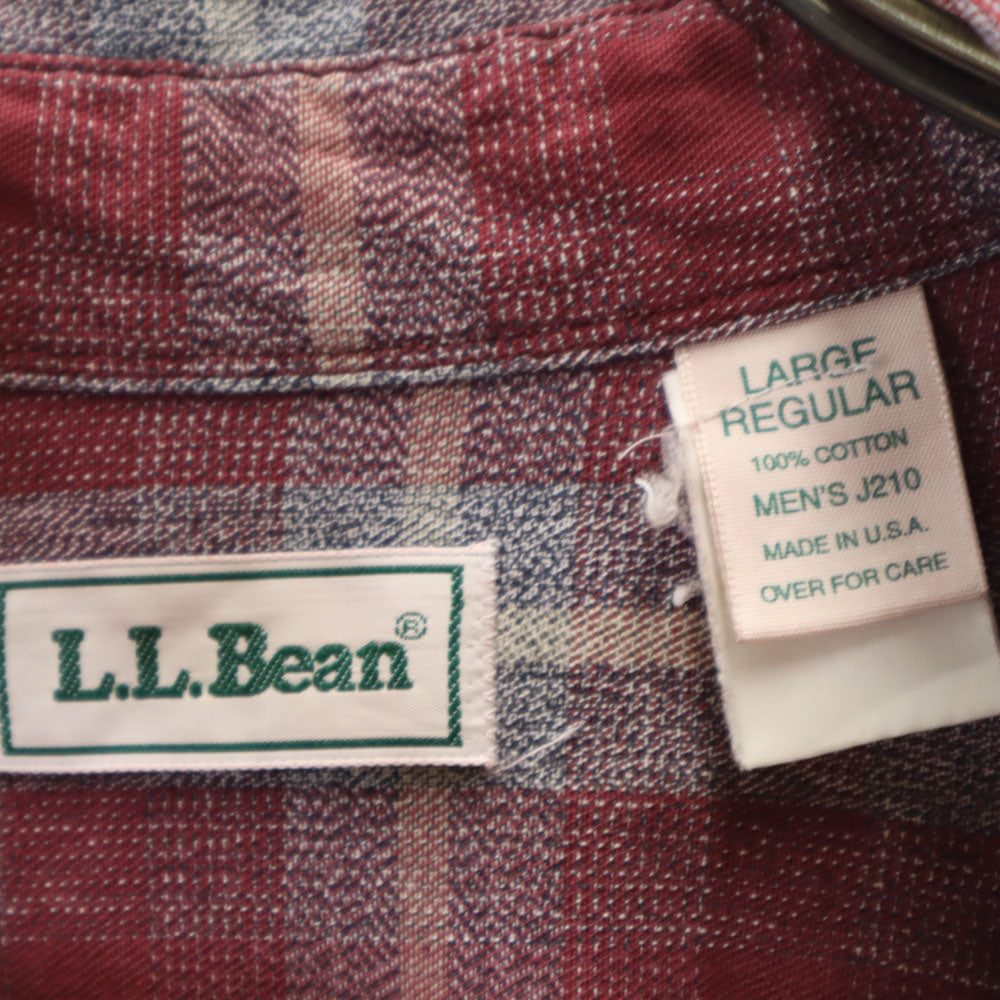 L.L.Bean®
LARGE
REGULAR
100% COTTON
MEN'S J210
MADE IN U.S.A.
OVER FOR CARE